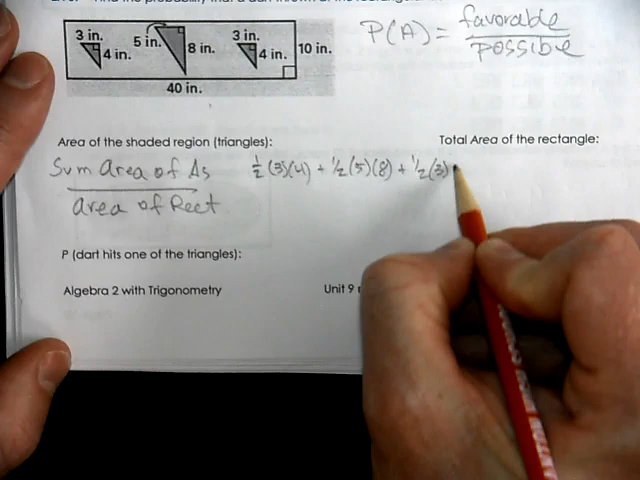 3 in.
4 in.
5 in.
8 in.
3 in.
4 in.
10 in.
40 in.
P(A) = favorable
possible
Area of the shaded region (triangles):
Total Area of the rectangle:
Sum area of Δs
area of Rect
1/2 (3)(4) + 1/2 (5)(8) + 1/2 (3)
P (dart hits one of the triangles):
Algebra 2 with Trigonometry
Unit 9